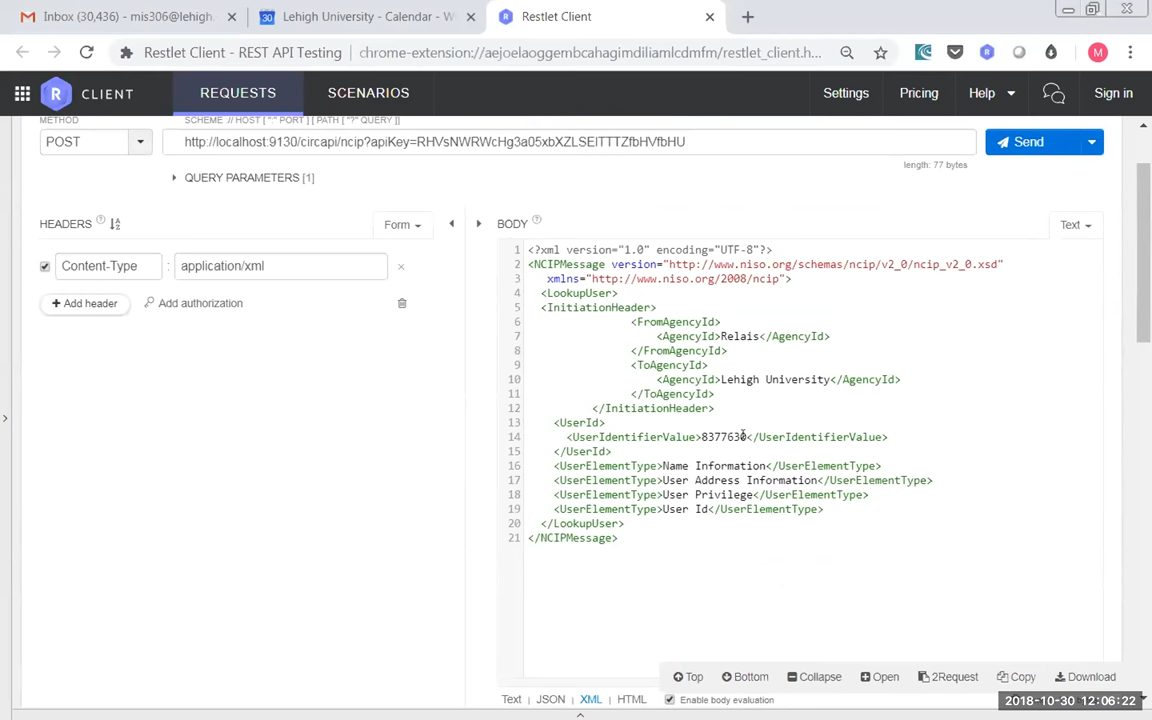 Inbox (30,436) - mis306@lehigh.
Lehigh University - Calendar - W
Restlet Client
Restlet Client - REST API Testing
chrome-extension://aejoelaoggembcahagimdiliamlcdmfm/restlet_client.h...
M
R
CLIENT
REQUESTS
SCENARIOS
Settings
Pricing
Help
Sign in
METHOD
SCHEME :// HOST [ ":" PORT ] [ PATH [ "?" QUERY ]]
POST
http://localhost:9130/circapi/ncip?apiKey=RHVsNWRWcHg3a05xbXZLSEITTTZfbHVfbHU
Send
length: 77 bytes
QUERY PARAMETERS [1]
HEADERS
Form
BODY
Text
Content-Type : application/xml
+ Add header
Add authorization
1 <?xml version="1.0" encoding="UTF-8"?>
2 <NCIPMessage version="http://www.niso.org/schemas/ncip/v2_0/ncip_v2_0.xsd"
3 xmlns="http://www.niso.org/2008/ncip">
4 <LookupUser>
5 <InitiationHeader>
6 <FromAgencyId>
7 <AgencyId>Relais</AgencyId>
8 </FromAgencyId>
9 <ToAgencyId>
10 <AgencyId>Lehigh University</AgencyId>
11 </ToAgencyId>
12 </InitiationHeader>
13 <UserId>
14 <UserIdentifierValue>8377630</UserIdentifierValue>
15 </UserId>
16 <UserElementType>Name Information</UserElementType>
17 <UserElementType>User Address Information</UserElementType>
18 <UserElementType>User Privilege</UserElementType>
19 <UserElementType>User Id</UserElementType>
20 </LookupUser>
21 </NCIPMessage>
Top
Bottom
Collapse
Open
2Request
Copy
Download
Text JSON XML HTML
Enable body evaluation
2018-10-30 12:06:22